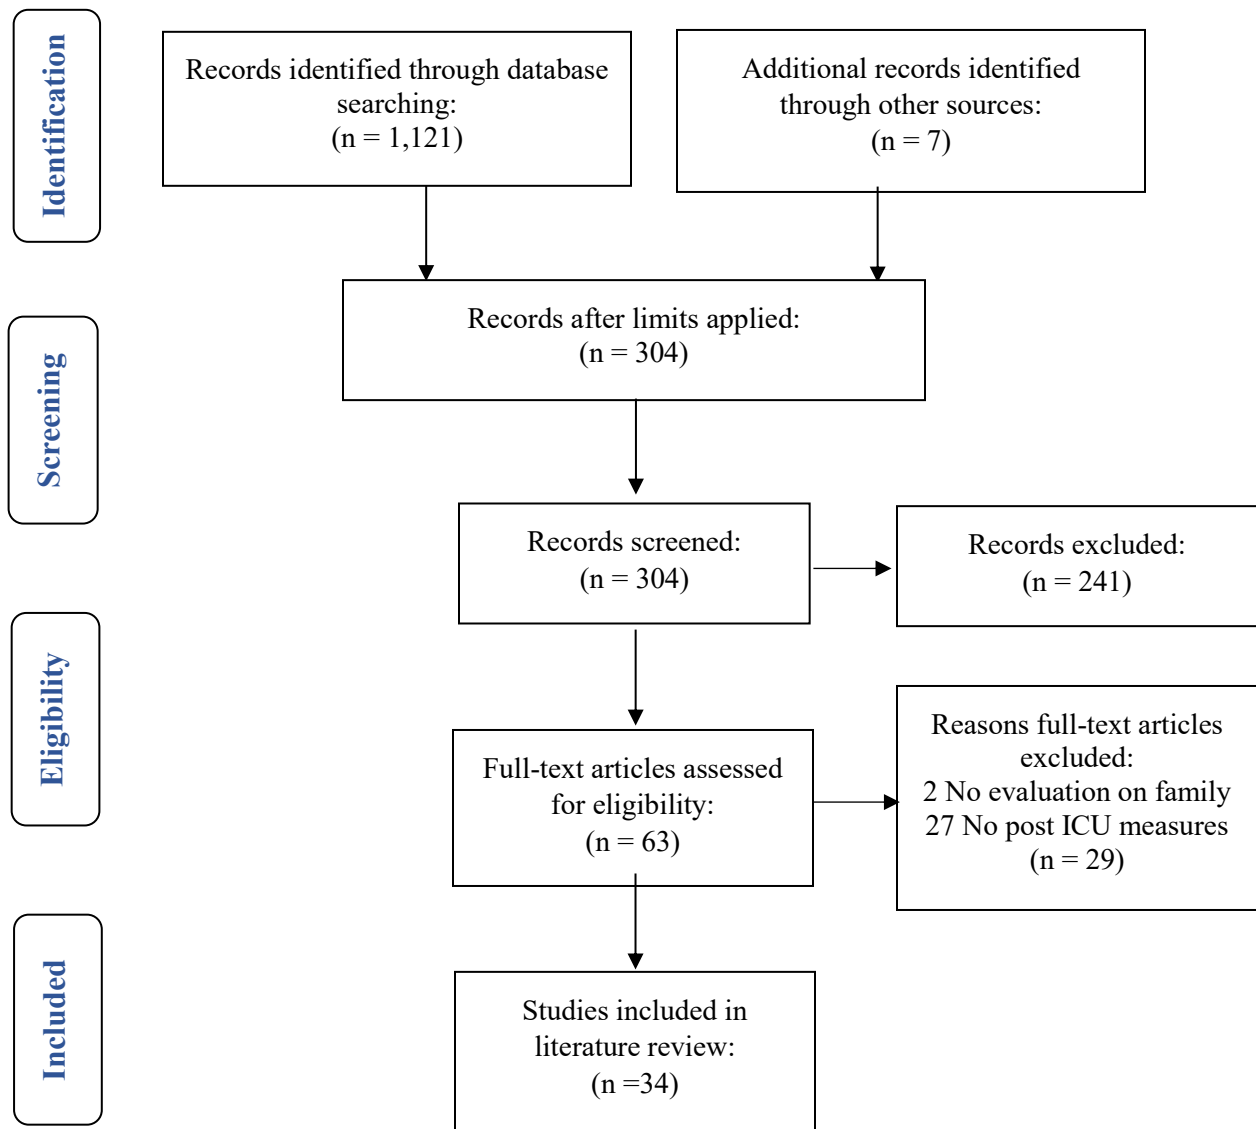 Identification
Records identified through database
searching:
(n = 1,121)
Additional records identified
through other sources:
(n = 7)
Screening
Records after limits applied:
(n = 304)
Records screened:
(n = 304)
Records excluded:
(n = 241)
Eligibility
Full-text articles assessed
for eligibility:
(n = 63)
Reasons full-text articles
excluded:
2 No evaluation on family
27 No post ICU measures
(n = 29)
Included
Studies included in
literature review:
(n =34)